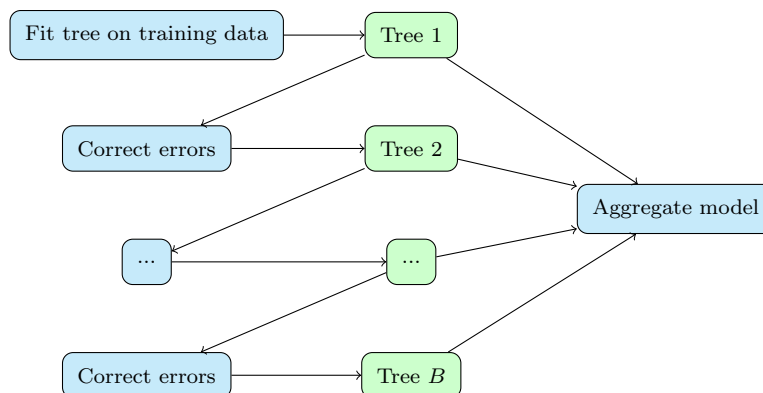 Fit tree on training data
Tree 1
Correct errors
Tree 2
Aggregate model
...
...
Correct errors
Tree B